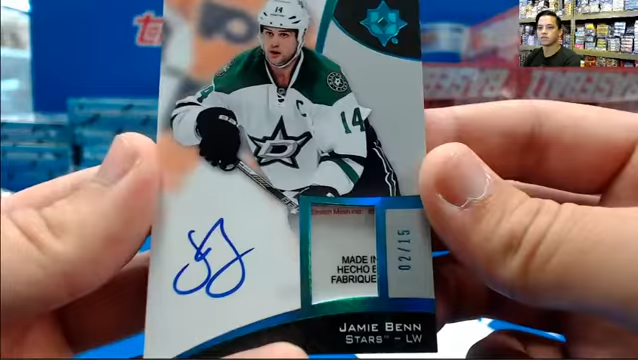 14
C
14
D
MADE IN
HECHO E
FABRIQUE
02/15
JAMIE BENN
STARS™ – LW